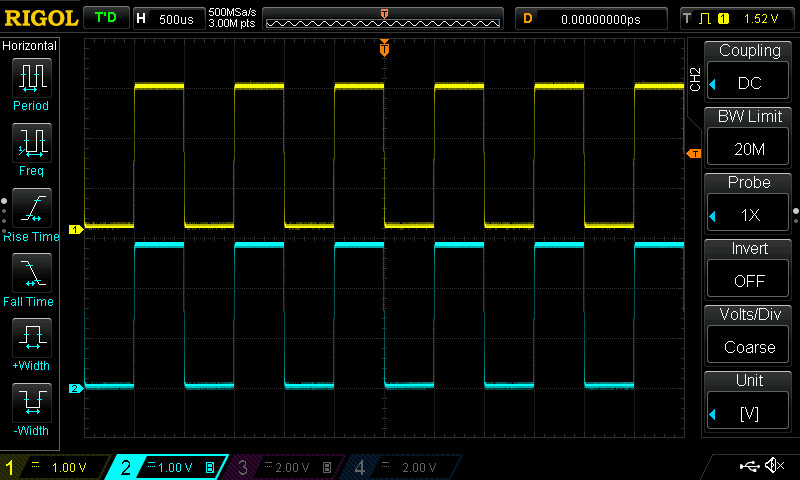 RIGOL T'D H 500us 500MSa/s 3.00M pts T D 0.00000000ps T 1 1.52 V
Horizontal
Period
Freq
Rise Time
Fall Time
+Width
-Width
T
1
2
T
CH2
Coupling
DC
BW Limit
20M
Probe
1X
Invert
OFF
Volts/Div
Coarse
Unit
[V]
1 1.00 V 2 1.00 V B 3 2.00 V B 4 2.00 V